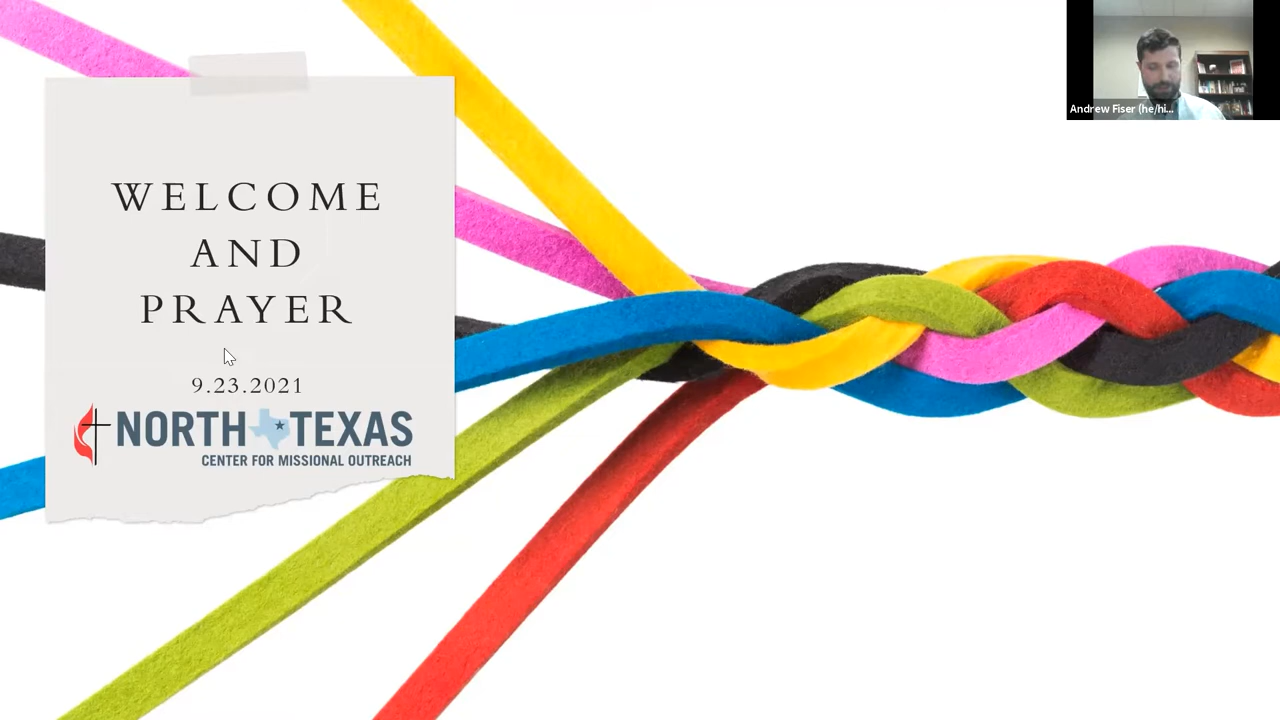 WELCOME
AND
PRAYER
9.23.2021
NORTH TEXAS
CENTER FOR MISSIONAL OUTREACH
Andrew Fiser (he/hi...